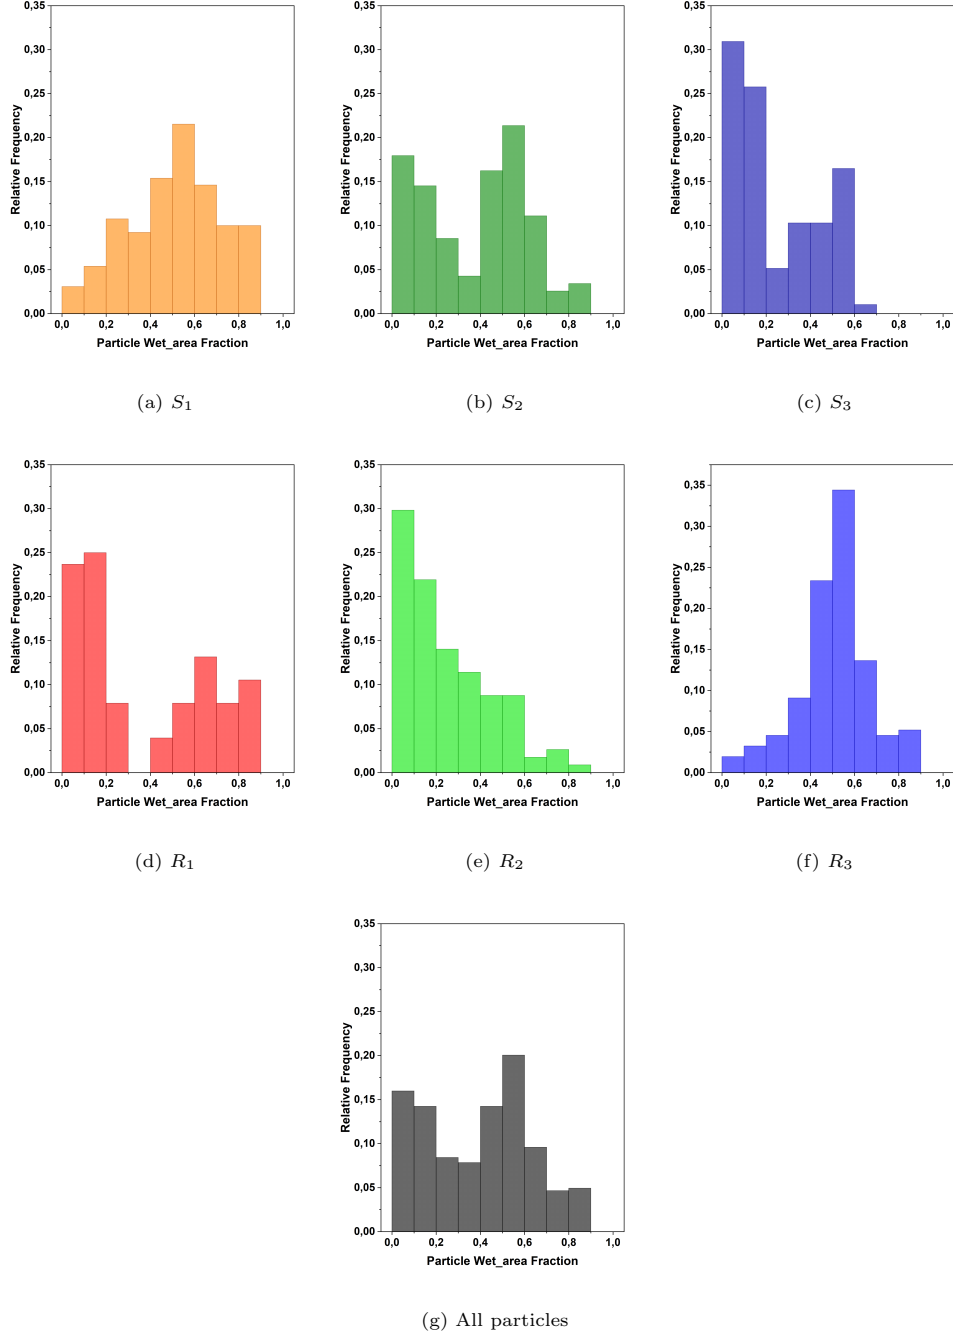 0,35 0,35 0,35
0,30 0,30 0,30
0,25 0,25 0,25
0,20 0,20 0,20
0,15 0,15 0,15
0,10 0,10 0,10
0,05 0,05 0,05
0,00 0,00 0,00
Relative Frequency Relative Frequency Relative Frequency
0,0 0,2 0,4 0,6 0,8 1,0 0,0 0,2 0,4 0,6 0,8 1,0 0,0 0,2 0,4 0,6 0,8 1,0
Particle Wet_area Fraction Particle Wet_area Fraction Particle Wet_area Fraction
(a) S₁ (b) S₂ (c) S₃
0,35 0,35 0,35
0,30 0,30 0,30
0,25 0,25 0,25
0,20 0,20 0,20
0,15 0,15 0,15
0,10 0,10 0,10
0,05 0,05 0,05
0,00 0,00 0,00
Relative Frequency Relative Frequency Relative Frequency
0,0 0,2 0,4 0,6 0,8 1,0 0,0 0,2 0,4 0,6 0,8 1,0 0,0 0,2 0,4 0,6 0,8 1,0
Particle Wet_area Fraction Particle Wet_area Fraction Particle Wet_area Fraction
(d) R₁ (e) R₂ (f) R₃
0,35
0,30
0,25
0,20
0,15
0,10
0,05
0,00
Relative Frequency
0,0 0,2 0,4 0,6 0,8 1,0
Particle Wet_area Fraction
(g) All particles